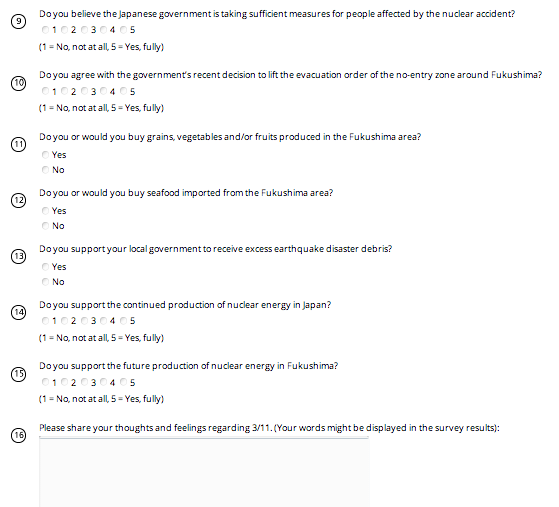 9 Do you believe the Japanese government is taking sufficient measures for people affected by the nuclear accident?
1 2 3 4 5
(1 = No, not at all, 5 = Yes, fully)
10 Do you agree with the government's recent decision to lift the evacuation order of the no-entry zone around Fukushima?
1 2 3 4 5
(1 = No, not at all, 5 = Yes, fully)
11 Do you or would you buy grains, vegetables and/or fruits produced in the Fukushima area?
Yes
No
12 Do you or would you buy seafood imported from the Fukushima area?
Yes
No
13 Do you support your local government to receive excess earthquake disaster debris?
Yes
No
14 Do you support the continued production of nuclear energy in Japan?
1 2 3 4 5
(1 = No, not at all, 5 = Yes, fully)
15 Do you support the future production of nuclear energy in Fukushima?
1 2 3 4 5
(1 = No, not at all, 5 = Yes, fully)
16 Please share your thoughts and feelings regarding 3/11. (Your words might be displayed in the survey results):